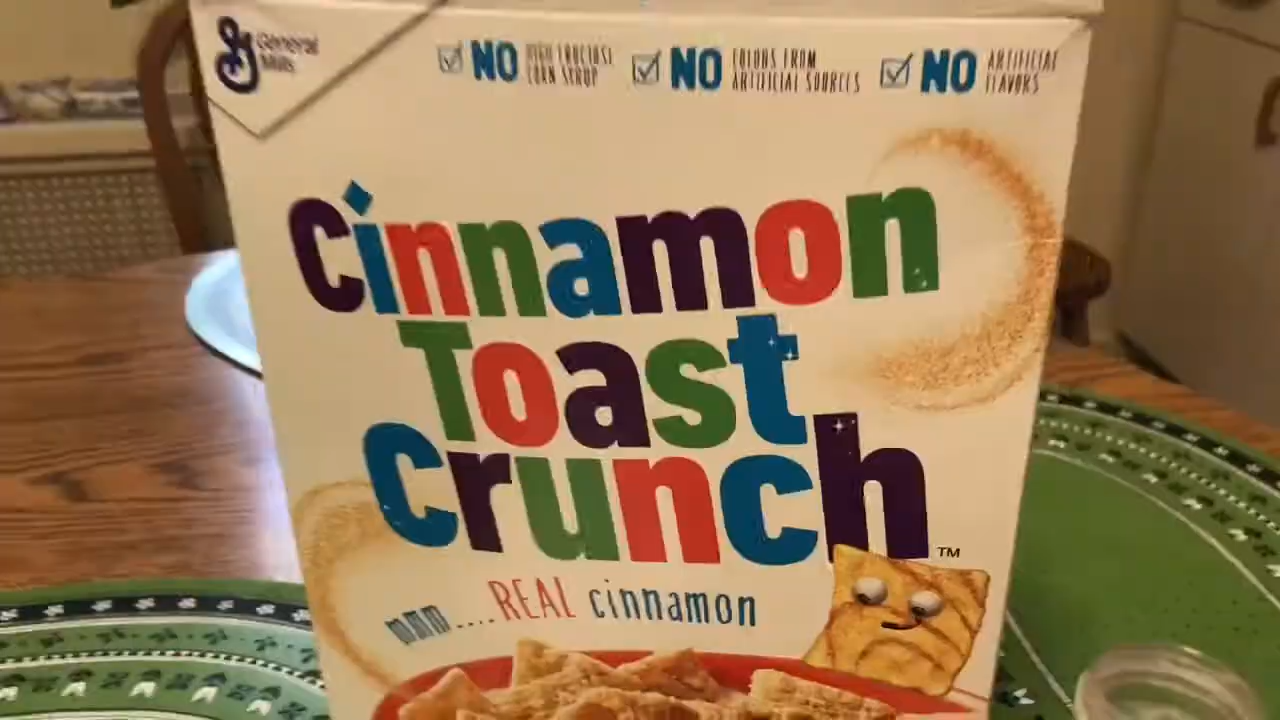 General
Mills
NO HIGH FRUCTOSE
CORN SYRUP
NO COLORS FROM
ARTIFICIAL SOURCES
NO ARTIFICIAL
FLAVORS
Cinnamon
Toast
Crunch
TM
mmm....REAL cinnamon